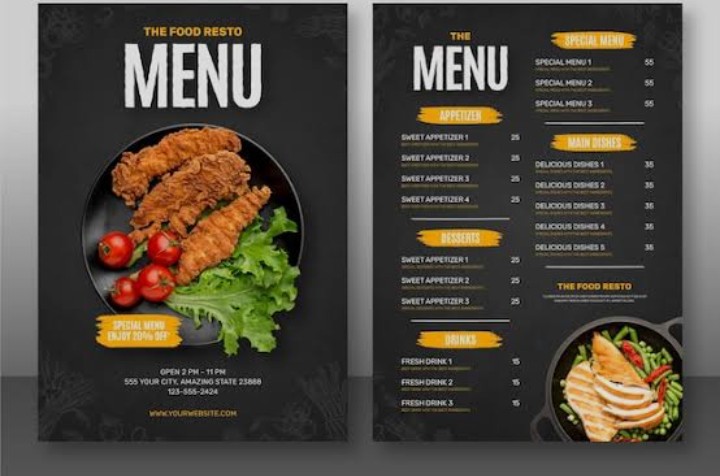 THE FOOD RESTO
MENU
SPECIAL MENU
ENJOY 20% OFF
OPEN 2 PM - 11 PM
555 YOUR CITY, AMAZING STATE 23888
123-555-2424
WWW.YOURWEBSITE.COM
THE
MENU
APPETIZER
SWEET APPETIZER 1 25
SWEET APPETIZER 2 25
SWEET APPETIZER 3 25
SWEET APPETIZER 4 25
DESSERTS
SWEET APPETIZER 1 25
SWEET APPETIZER 2 25
SWEET APPETIZER 3 25
DRINKS
FRESH DRINK 1 15
FRESH DRINK 2 15
FRESH DRINK 3 15
SPECIAL MENU
SPECIAL MENU 1 55
SPECIAL MENU 2 55
SPECIAL MENU 3 55
MAIN DISHES
DELICIOUS DISHES 1 35
DELICIOUS DISHES 2 35
DELICIOUS DISHES 3 35
DELICIOUS DISHES 4 35
DELICIOUS DISHES 5 35
THE FOOD RESTO